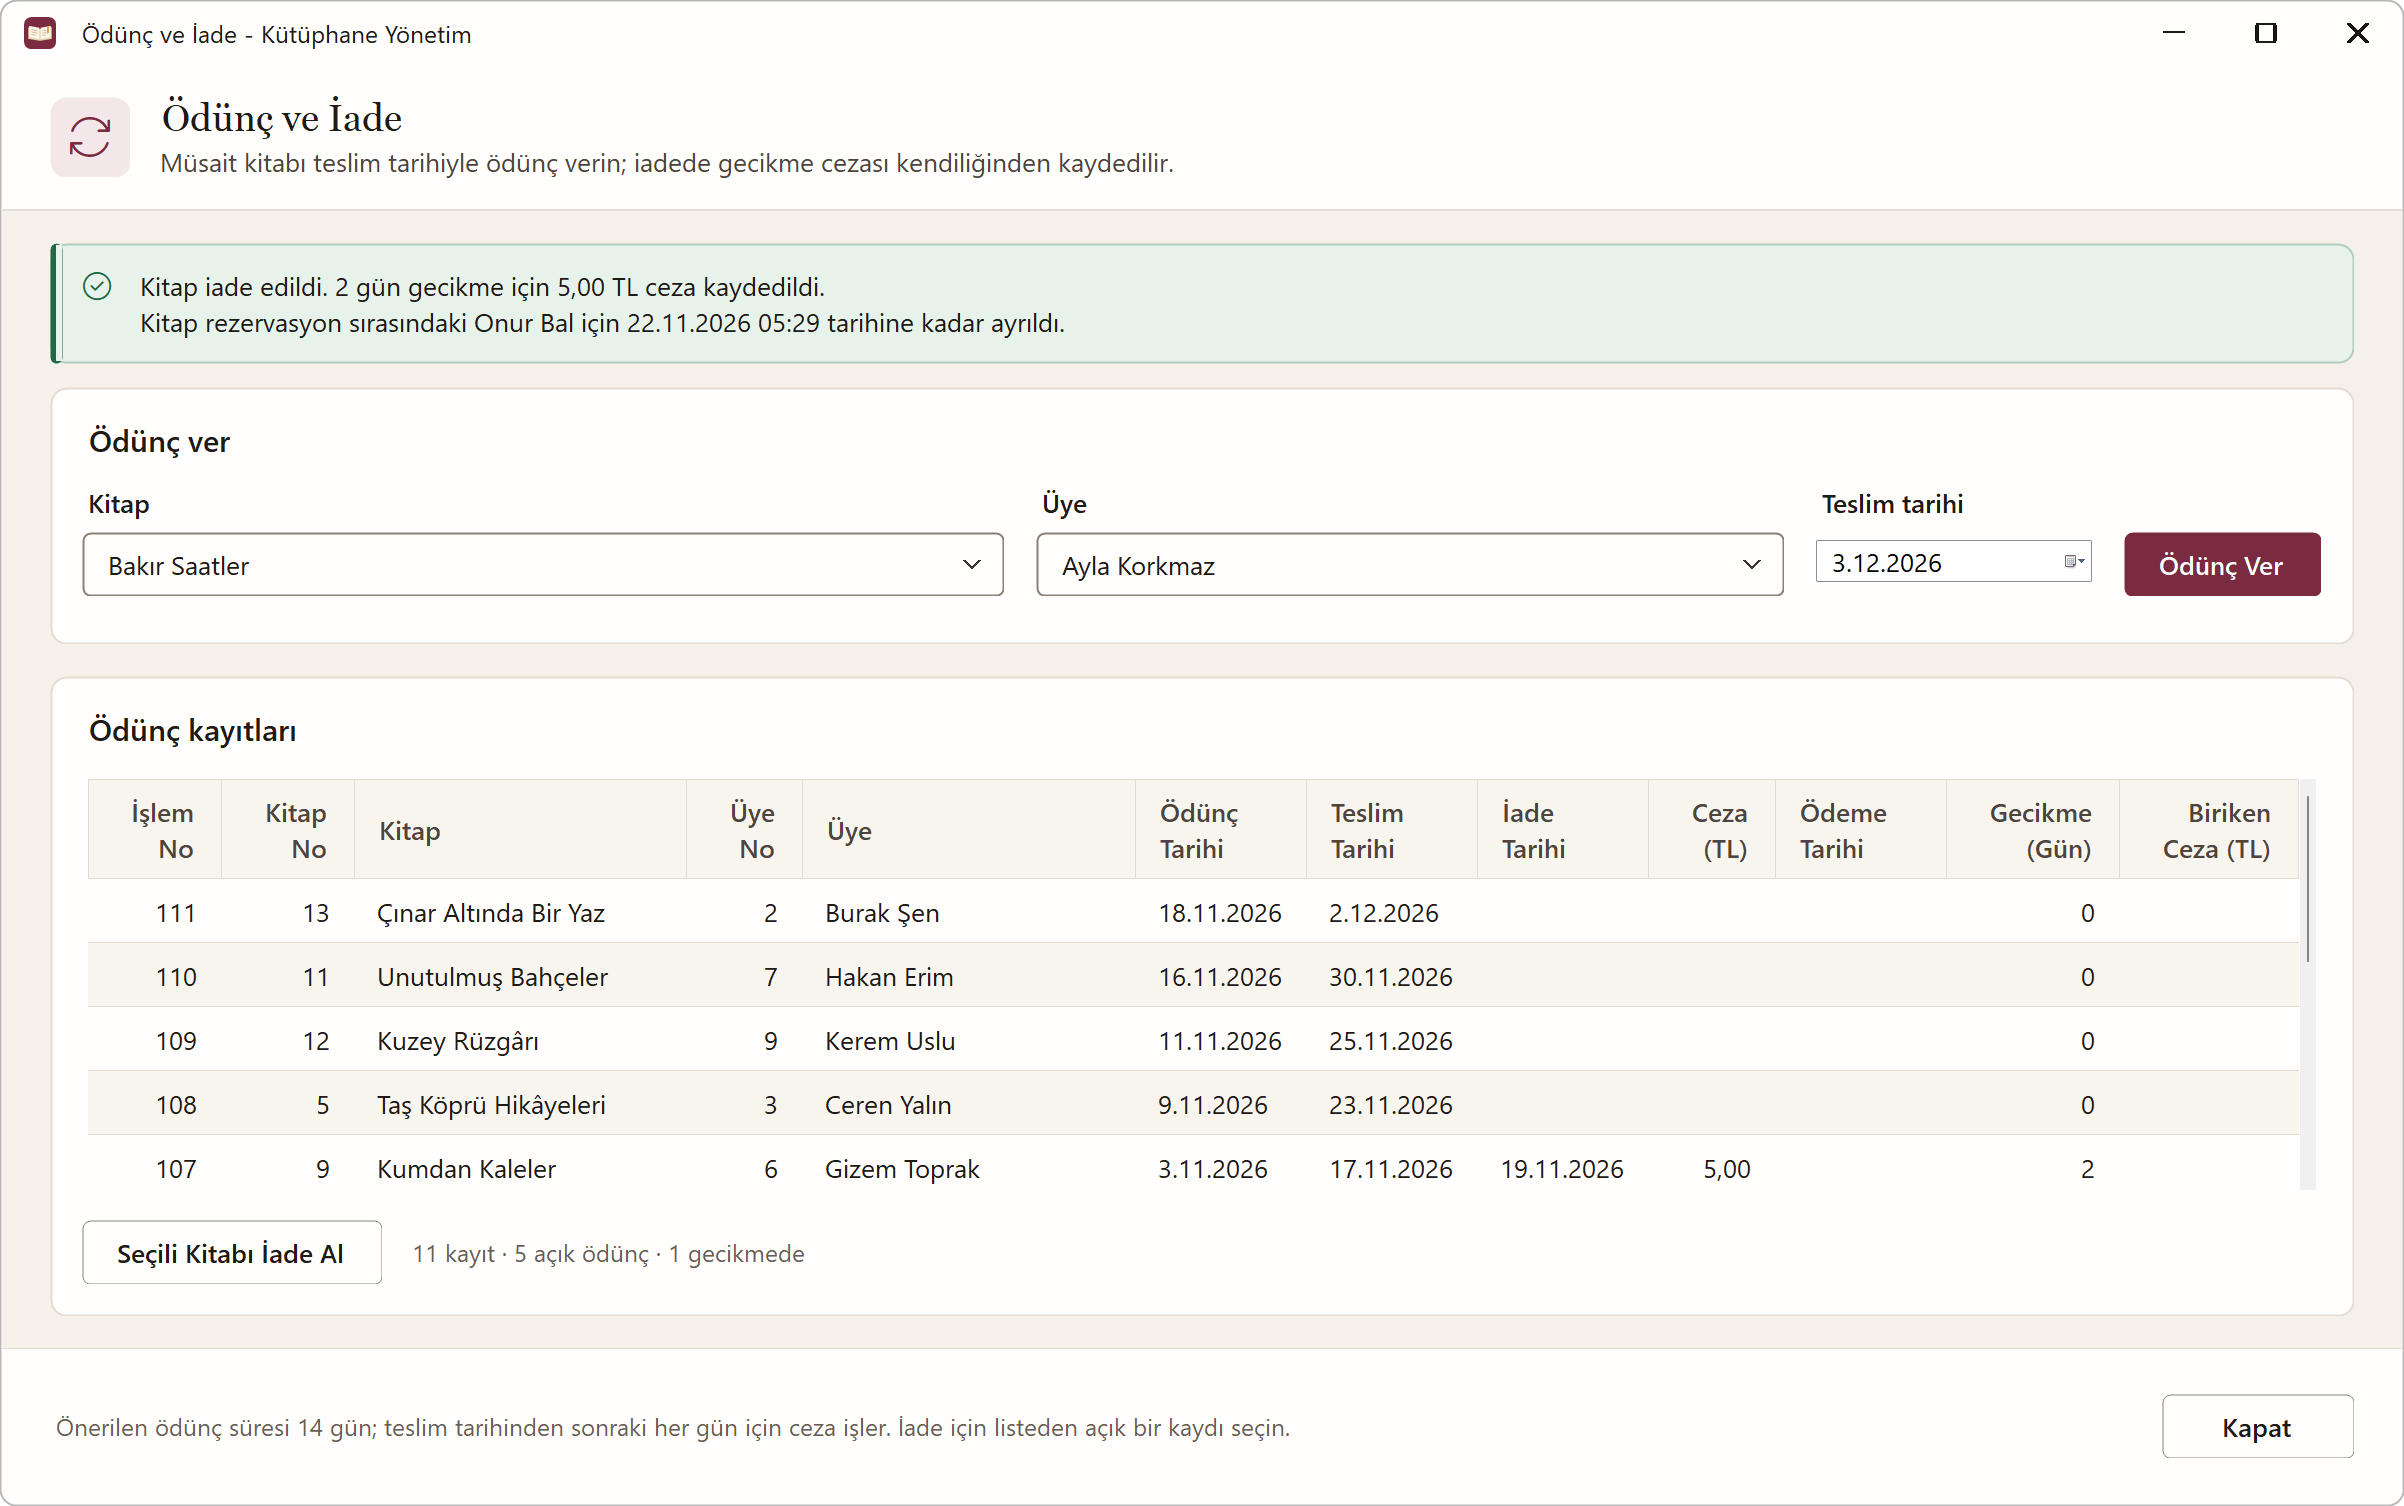 Ödünç ve İade - Kütüphane Yönetim
Ödünç ve İade
Müsait kitabı teslim tarihiyle ödünç verin; iadede gecikme cezası kendiliğinden kaydedilir.
Kitap iade edildi. 2 gün gecikme için 5,00 TL ceza kaydedildi.
Kitap rezervasyon sırasındaki Onur Bal için 22.11.2026 05:29 tarihine kadar ayrıldı.
Ödünç ver
Kitap Üye Teslim tarihi
Bakır Saatler Ayla Korkmaz 3.12.2026 Ödünç Ver
Ödünç kayıtları
İşlem No Kitap No Kitap Üye No Üye Ödünç Tarihi Teslim Tarihi İade Tarihi Ceza (TL) Ödeme Tarihi Gecikme (Gün) Biriken Ceza (TL)
111 13 Çınar Altında Bir Yaz 2 Burak Şen 18.11.2026 2.12.2026 0
110 11 Unutulmuş Bahçeler 7 Hakan Erim 16.11.2026 30.11.2026 0
109 12 Kuzey Rüzgârı 9 Kerem Uslu 11.11.2026 25.11.2026 0
108 5 Taş Köprü Hikâyeleri 3 Ceren Yalın 9.11.2026 23.11.2026 0
107 9 Kumdan Kaleler 6 Gizem Toprak 3.11.2026 17.11.2026 19.11.2026 5,00 2
Seçili Kitabı İade Al 11 kayıt · 5 açık ödünç · 1 gecikmede
Önerilen ödünç süresi 14 gün; teslim tarihinden sonraki her gün için ceza işler. İade için listeden açık bir kaydı seçin.
Kapat